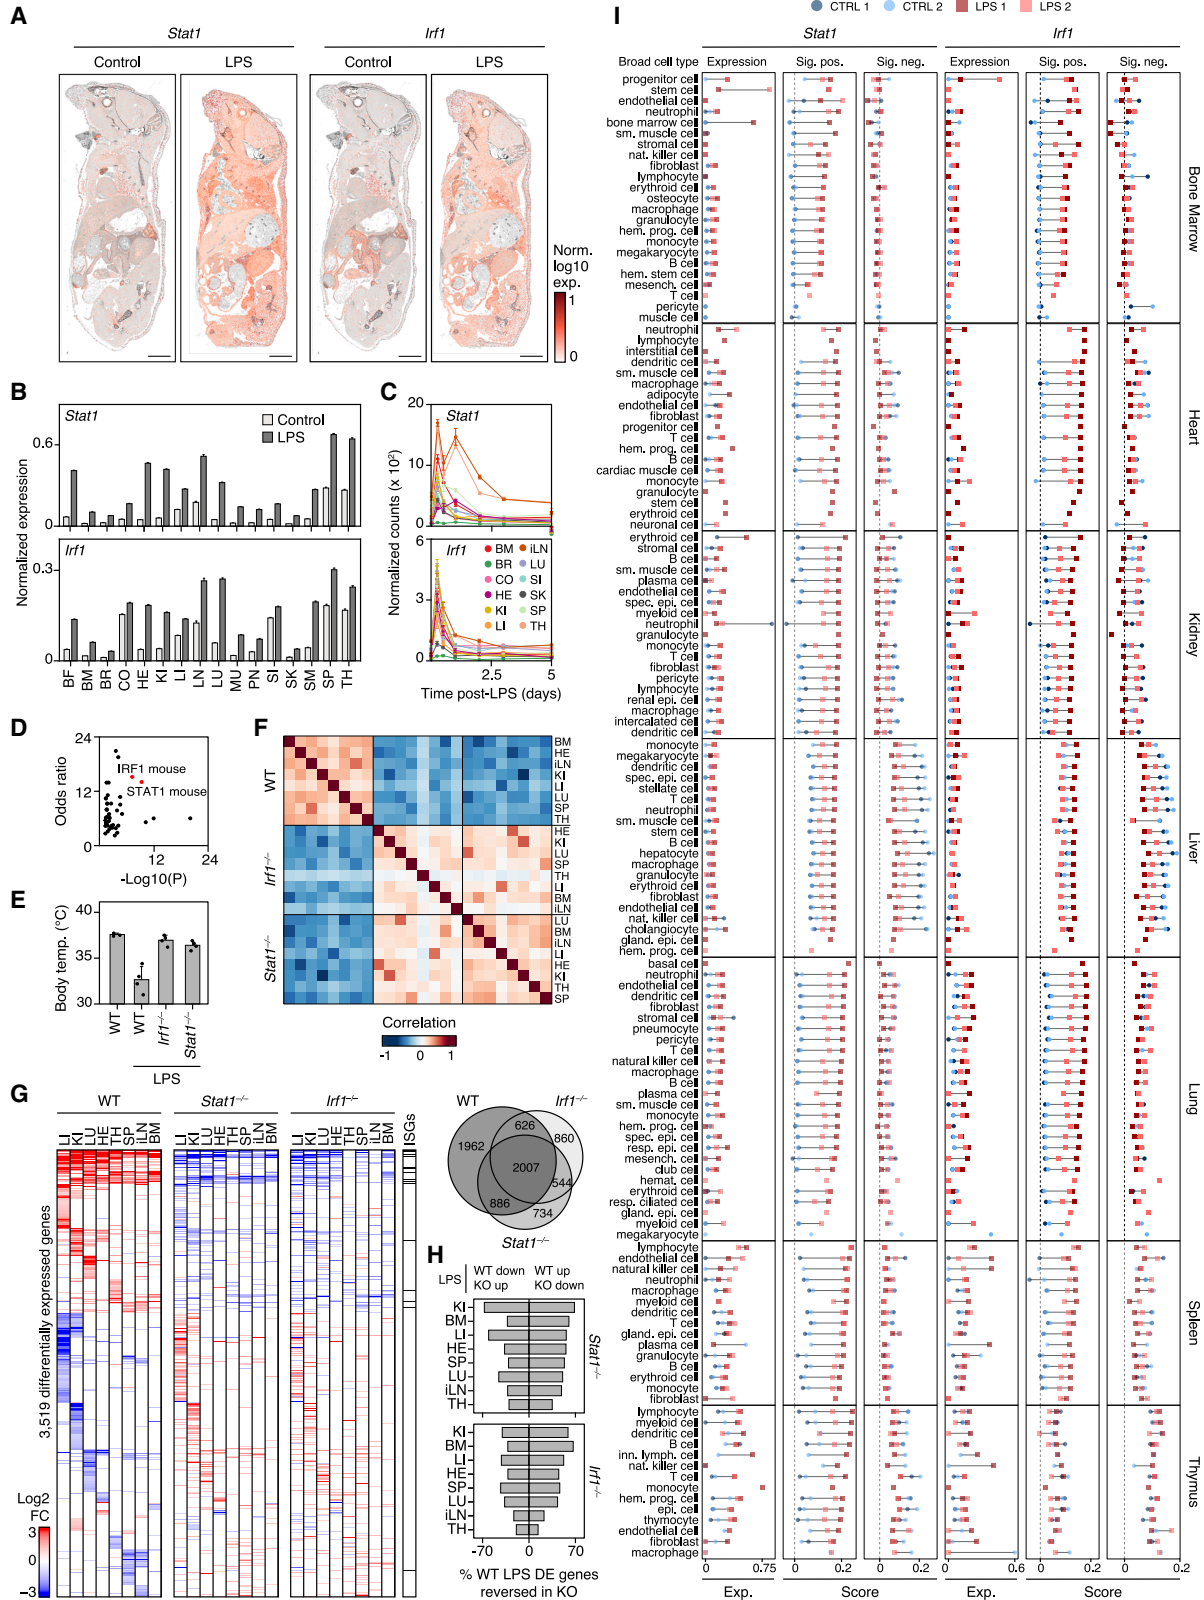 A
Stat1
Irf1
Control
LPS
Control
LPS
Norm.
log10
exp.
1
0
B
Stat1
Control
LPS
0.6
0
Irf1
0.3
0
Normalized expression
BF
BM
BR
CO
HE
KI
LI
LN
LU
MU
PN
SI
SK
SM
SP
TH
C
Stat1
20
10
0
Normalized counts (x 10²)
Irf1
6
3
0
BM
BR
CO
HE
KI
LI
iLN
LU
SI
SK
SP
TH
2.5
5
Time post-LPS (days)
D
24
12
0
Odds ratio
IRF1 mouse
STAT1 mouse
12
24
-Log10(P)
E
40
35
30
Body temp. (°C)
WT
WT
Irf1–/–
Stat1–/–
LPS
F
WT
Irf1–/–
Stat1–/–
BM
HE
iLN
KI
LI
LU
SP
TH
HE
KI
LU
SP
TH
LI
BM
iLN
LU
BM
iLN
LI
HE
KI
TH
SP
Correlation
-1
0
1
G
WT
Stat1–/–
Irf1–/–
LI
KI
LU
HE
TH
SP
iLN
BM
LI
KI
LU
HE
TH
SP
iLN
BM
LI
KI
LU
HE
TH
SP
iLN
BM
ISGs
3,519 differentially expressed genes
Log2
FC
3
0
–3
WT
Irf1–/–
Stat1–/–
1962
626
860
2007
886
544
734
H
LPS
WT down
KO up
WT up
KO down
KI
BM
LI
HE
SP
LU
iLN
TH
Stat1–/–
KI
BM
LI
HE
SP
LU
iLN
TH
Irf1–/–
-70
0
70
% WT LPS DE genes
reversed in KO
I
CTRL 1
CTRL 2
LPS 1
LPS 2
Stat1
Irf1
Broad cell type
Expression
Sig. pos.
Sig. neg.
Expression
Sig. pos.
Sig. neg.
progenitor cell
stem cell
endothelial cell
neutrophil
bone marrow cell
sm. muscle cell
stromal cell
nat. killer cell
fibroblast
lymphocyte
erythroid cell
osteocyte
macrophage
granulocyte
hem. prog. cell
monocyte
megakaryocyte
B cell
hem. stem cell
mesench. cell
T cell
pericyte
muscle cell
Bone Marrow
neutrophil
lymphocyte
interstitial cell
dendritic cell
sm. muscle cell
macrophage
adipocyte
endothelial cell
fibroblast
progenitor cell
T cell
hem. prog. cell
B cell
cardiac muscle cell
monocyte
granulocyte
stem cell
erythroid cell
neuronal cell
Heart
erythroid cell
stromal cell
B cell
sm. muscle cell
plasma cell
endothelial cell
spec. epi. cell
myeloid cell
neutrophil
granulocyte
monocyte
T cell
fibroblast
pericyte
lymphocyte
renal epi. cell
macrophage
intercalated cell
dendritic cell
Kidney
monocyte
megakaryocyte
dendritic cell
spec. epi. cell
stellate cell
T cell
neutrophil
sm. muscle cell
stem cell
B cell
hepatocyte
macrophage
granulocyte
erythroid cell
fibroblast
endothelial cell
nat. killer cell
cholangiocyte
gland. epi. cell
hem. prog. cell
Liver
basal cell
neutrophil
endothelial cell
dendritic cell
fibroblast
stromal cell
pneumocyte
pericyte
T cell
natural killer cell
macrophage
B cell
plasma cell
sm. muscle cell
monocyte
hem. prog. cell
spec. epi. cell
resp. epi. cell
mesench. cell
club cell
hemat. cell
erythroid cell
resp. ciliated cell
gland. epi. cell
myeloid cell
megakaryocyte
Lung
lymphocyte
endothelial cell
natural killer cell
neutrophil
macrophage
myeloid cell
dendritic cell
T cell
gland. epi. cell
plasma cell
granulocyte
B cell
erythroid cell
monocyte
fibroblast
Spleen
lymphocyte
myeloid cell
dendritic cell
B cell
inn. lymph. cell
nat. killer cell
T cell
monocyte
hem. prog. cell
epi. cell
thymocyte
endothelial cell
fibroblast
macrophage
Thymus
0
0.75
0
0.2
0
0.2
0
0.6
0
0.2
0
0.2
Exp.
Score
Exp.
Score